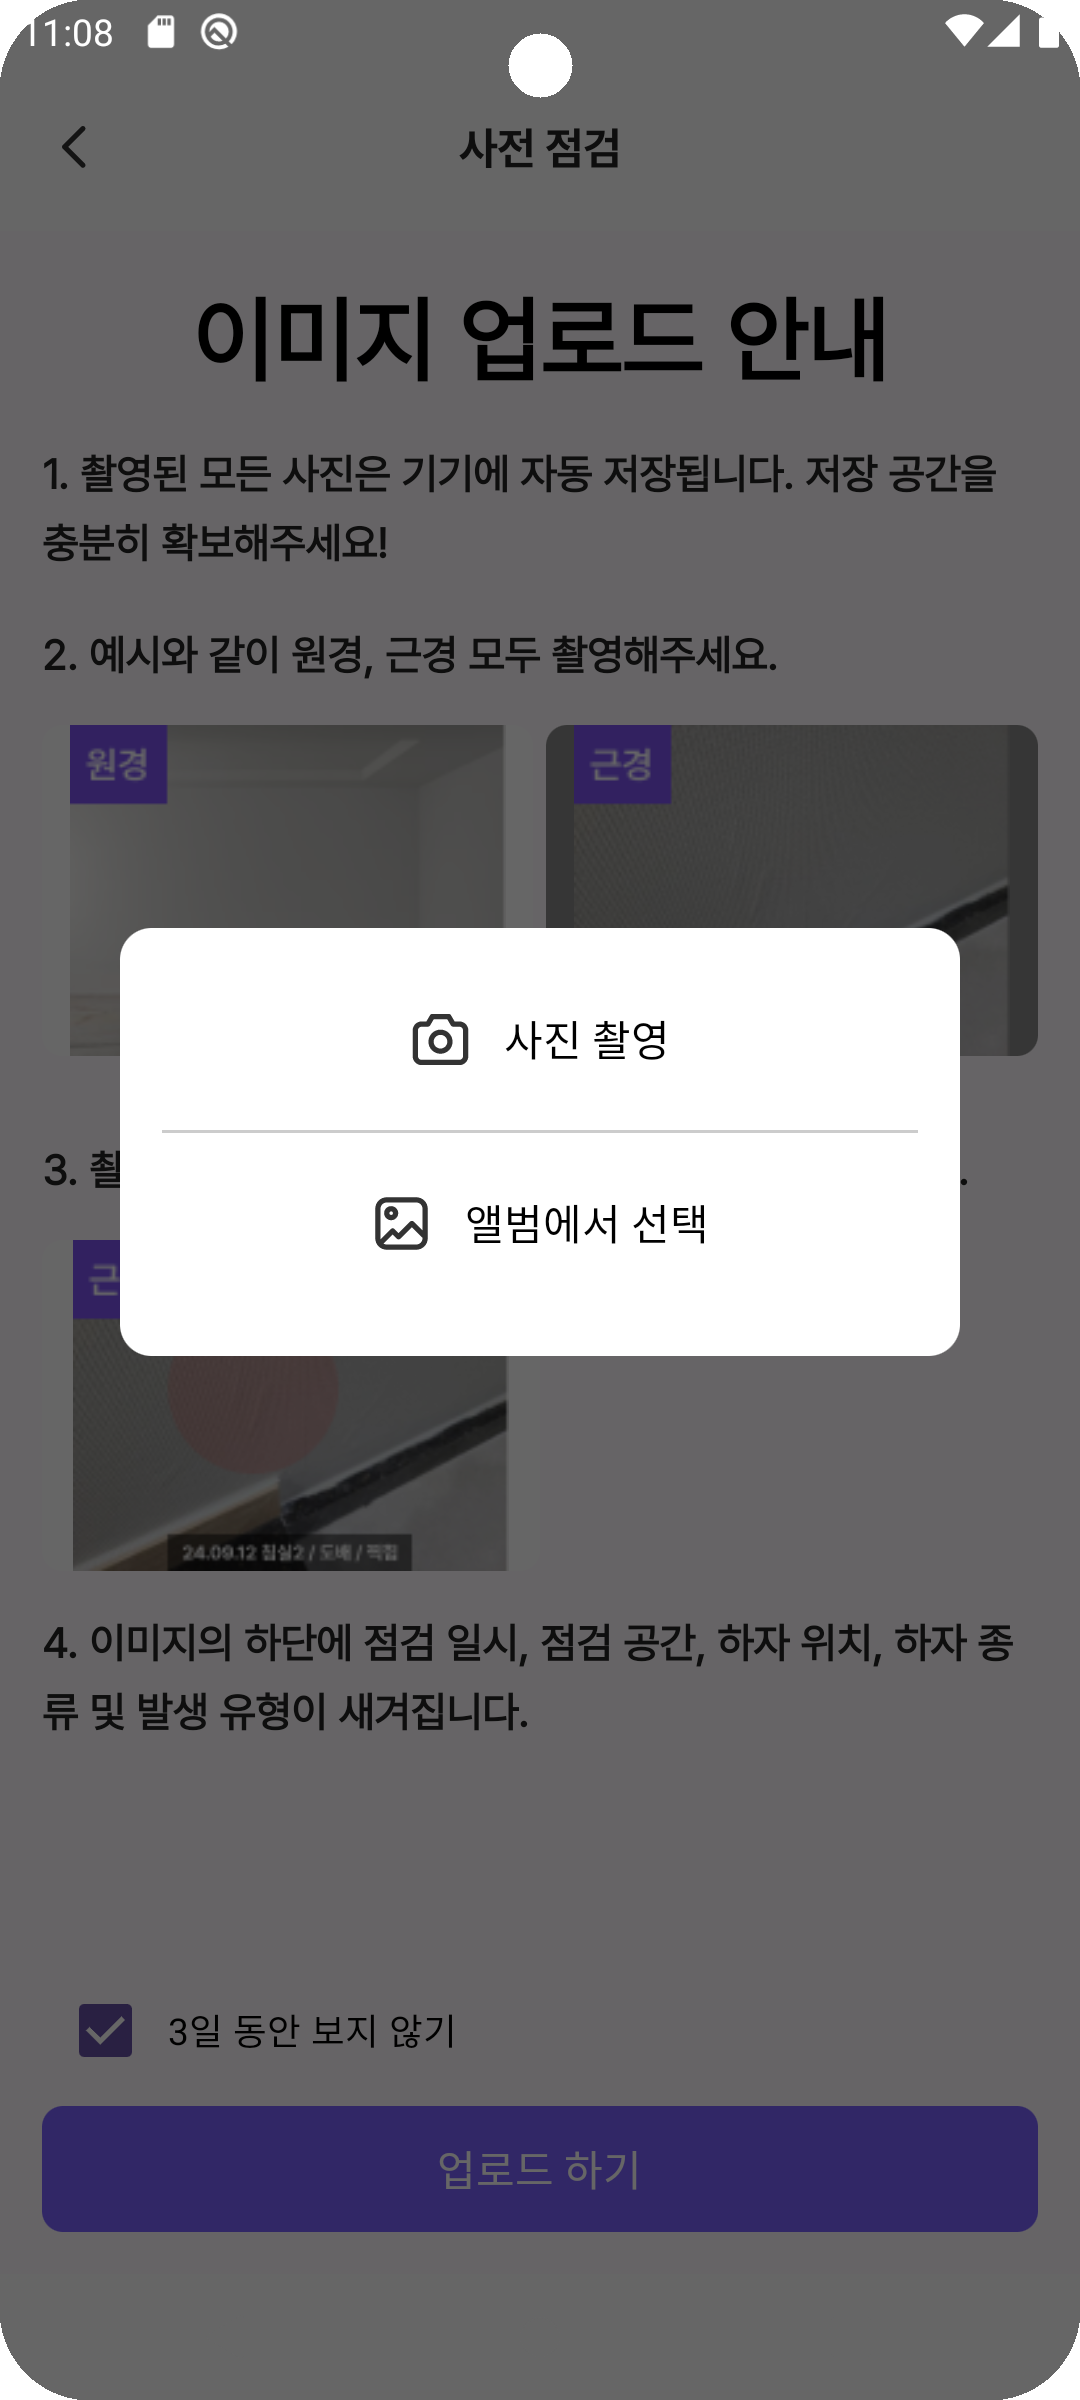 11:08
사전 점검
이미지 업로드 안내
1. 촬영된 모든 사진은 기기에 자동 저장됩니다. 저장 공간을
충분히 확보해주세요!
2. 예시와 같이 원경, 근경 모두 촬영해주세요.
원경
근경
사진 촬영
3. 촬
앨범에서 선택
24.09.12 침실2 / 도배 / 찍힘
4. 이미지의 하단에 점검 일시, 점검 공간, 하자 위치, 하자 종
류 및 발생 유형이 새겨집니다.
3일 동안 보지 않기
업로드 하기